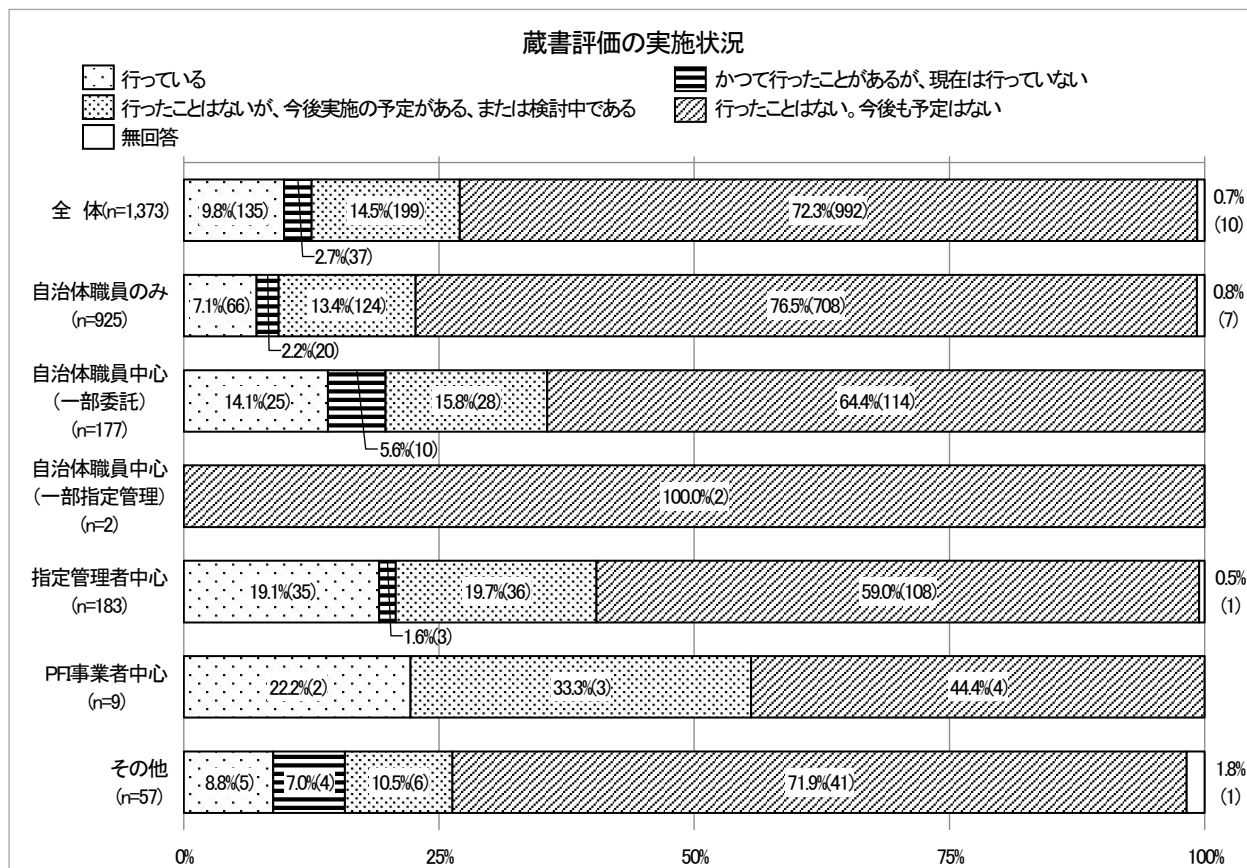 蔵書評価の実施状況
行っている
かつて行ったことがあるが、現在は行っていない
行ったことはないが、今後実施の予定がある、または検討中である
行ったことはない。今後も予定はない
無回答
全 体(n=1,373)
9.8%(135)
2.7%(37)
14.5%(199)
72.3%(992)
0.7%
(10)
自治体職員のみ
(n=925)
7.1%(66)
2.2%(20)
13.4%(124)
76.5%(708)
0.8%
(7)
自治体職員中心
(一部委託)
(n=177)
14.1%(25)
5.6%(10)
15.8%(28)
64.4%(114)
自治体職員中心
(一部指定管理)
(n=2)
100.0%(2)
指定管理者中心
(n=183)
19.1%(35)
1.6%(3)
19.7%(36)
59.0%(108)
0.5%
(1)
PFI事業者中心
(n=9)
22.2%(2)
33.3%(3)
44.4%(4)
その他
(n=57)
8.8%(5)
7.0%(4)
10.5%(6)
71.9%(41)
1.8%
(1)
0%
25%
50%
75%
100%